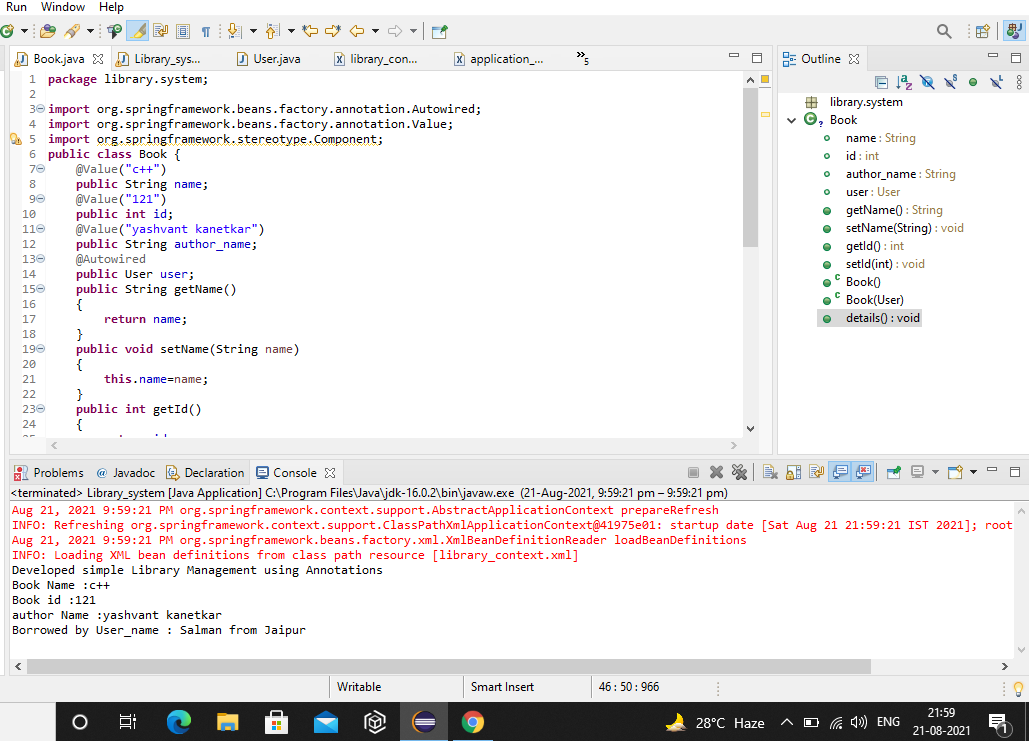 Run Window Help
Book.java Library_sys... User.java library_con... application_... »5
1 package library.system;
2
3 import org.springframework.beans.factory.annotation.Autowired;
4 import org.springframework.beans.factory.annotation.Value;
5 import org.springframework.stereotype.Component;
6 public class Book {
7 @Value("c++")
8 public String name;
9 @Value("121")
10 public int id;
11 @Value("yashvant kanetkar")
12 public String author_name;
13 @Autowired
14 public User user;
15 public String getName()
16 {
17 return name;
18 }
19 public void setName(String name)
20 {
21 this.name=name;
22 }
23 public int getId()
24 {
Outline
library.system
Book
name : String
id : int
author_name : String
user : User
getName() : String
setName(String) : void
getId() : int
setId(int) : void
Book()
Book(User)
details() : void
Problems @ Javadoc Declaration Console
<terminated> Library_system [Java Application] C:\Program Files\Java\jdk-16.0.2\bin\javaw.exe (21-Aug-2021, 9:59:21 pm – 9:59:21 pm)
Aug 21, 2021 9:59:21 PM org.springframework.context.support.AbstractApplicationContext prepareRefresh
INFO: Refreshing org.springframework.context.support.ClassPathXmlApplicationContext@41975e01: startup date [Sat Aug 21 21:59:21 IST 2021]; root
Aug 21, 2021 9:59:21 PM org.springframework.beans.factory.xml.XmlBeanDefinitionReader loadBeanDefinitions
INFO: Loading XML bean definitions from class path resource [library_context.xml]
Developed simple Library Management using Annotations
Book Name :c++
Book id :121
author Name :yashvant kanetkar
Borrowed by User_name : Salman from Jaipur
Writable Smart Insert 46 : 50 : 966
28°C Haze ENG 21:59
21-08-2021 1